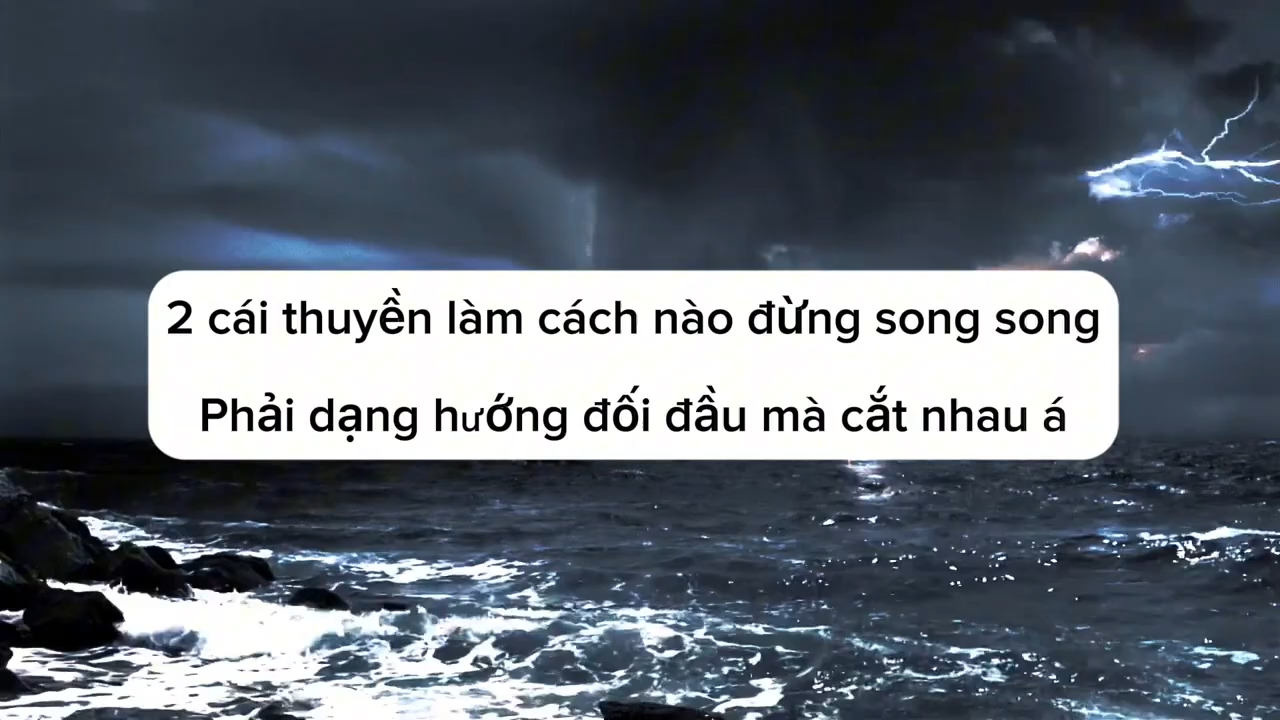 2 cái thuyền làm cách nào đừng song song
Phải dạng hướng đối đầu mà cắt nhau á